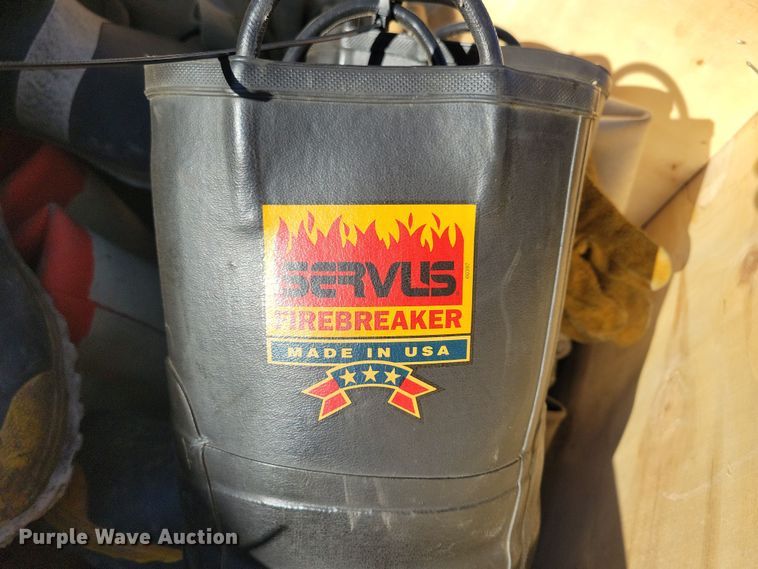 SERVUS
FIREBREAKER
MADE IN USA
Purple Wave Auction